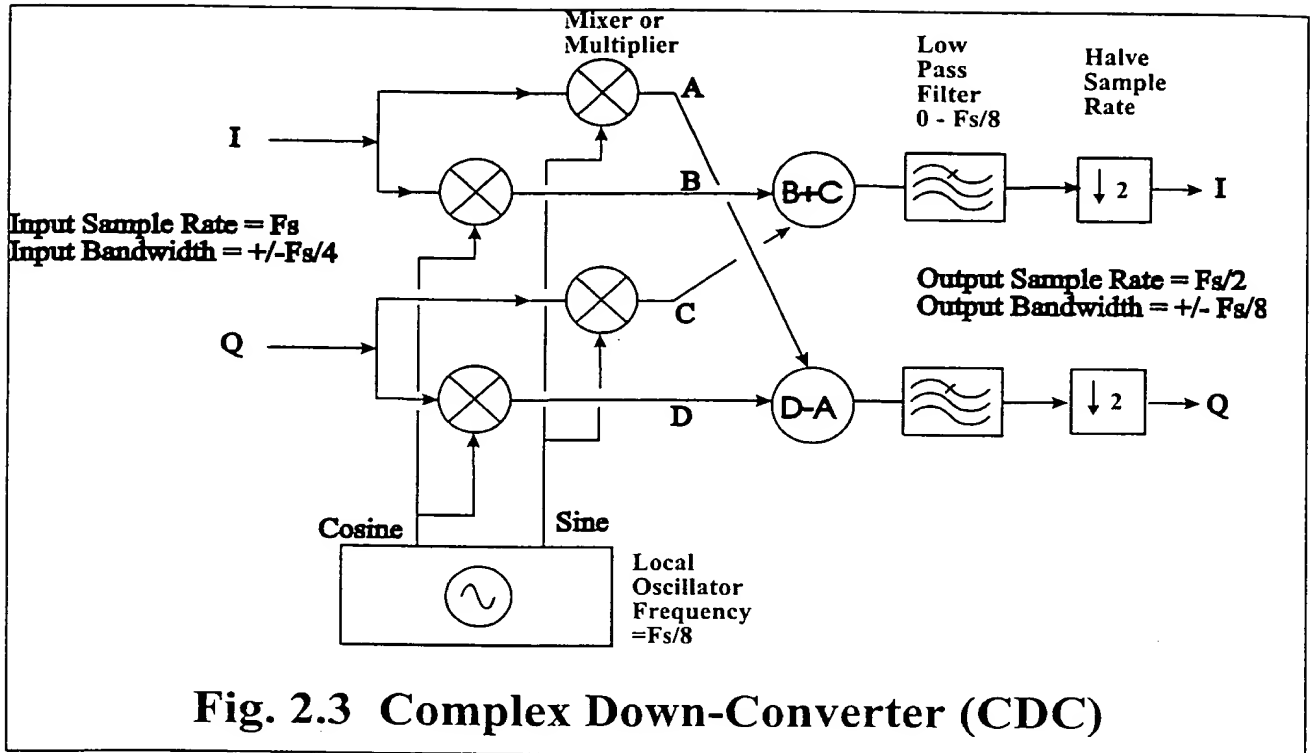 Mixer or
Multiplier
Low
Pass
Filter
0 - Fs/8
Halve
Sample
Rate
A
I
B
B+C
↓ 2
I
Input Sample Rate = Fs
Input Bandwidth = +/-Fs/4
Output Sample Rate = Fs/2
Output Bandwidth = +/- Fs/8
C
Q
D
D-A
↓ 2
Q
Cosine
Sine
Local
Oscillator
Frequency
=Fs/8
Fig. 2.3 Complex Down-Converter (CDC)